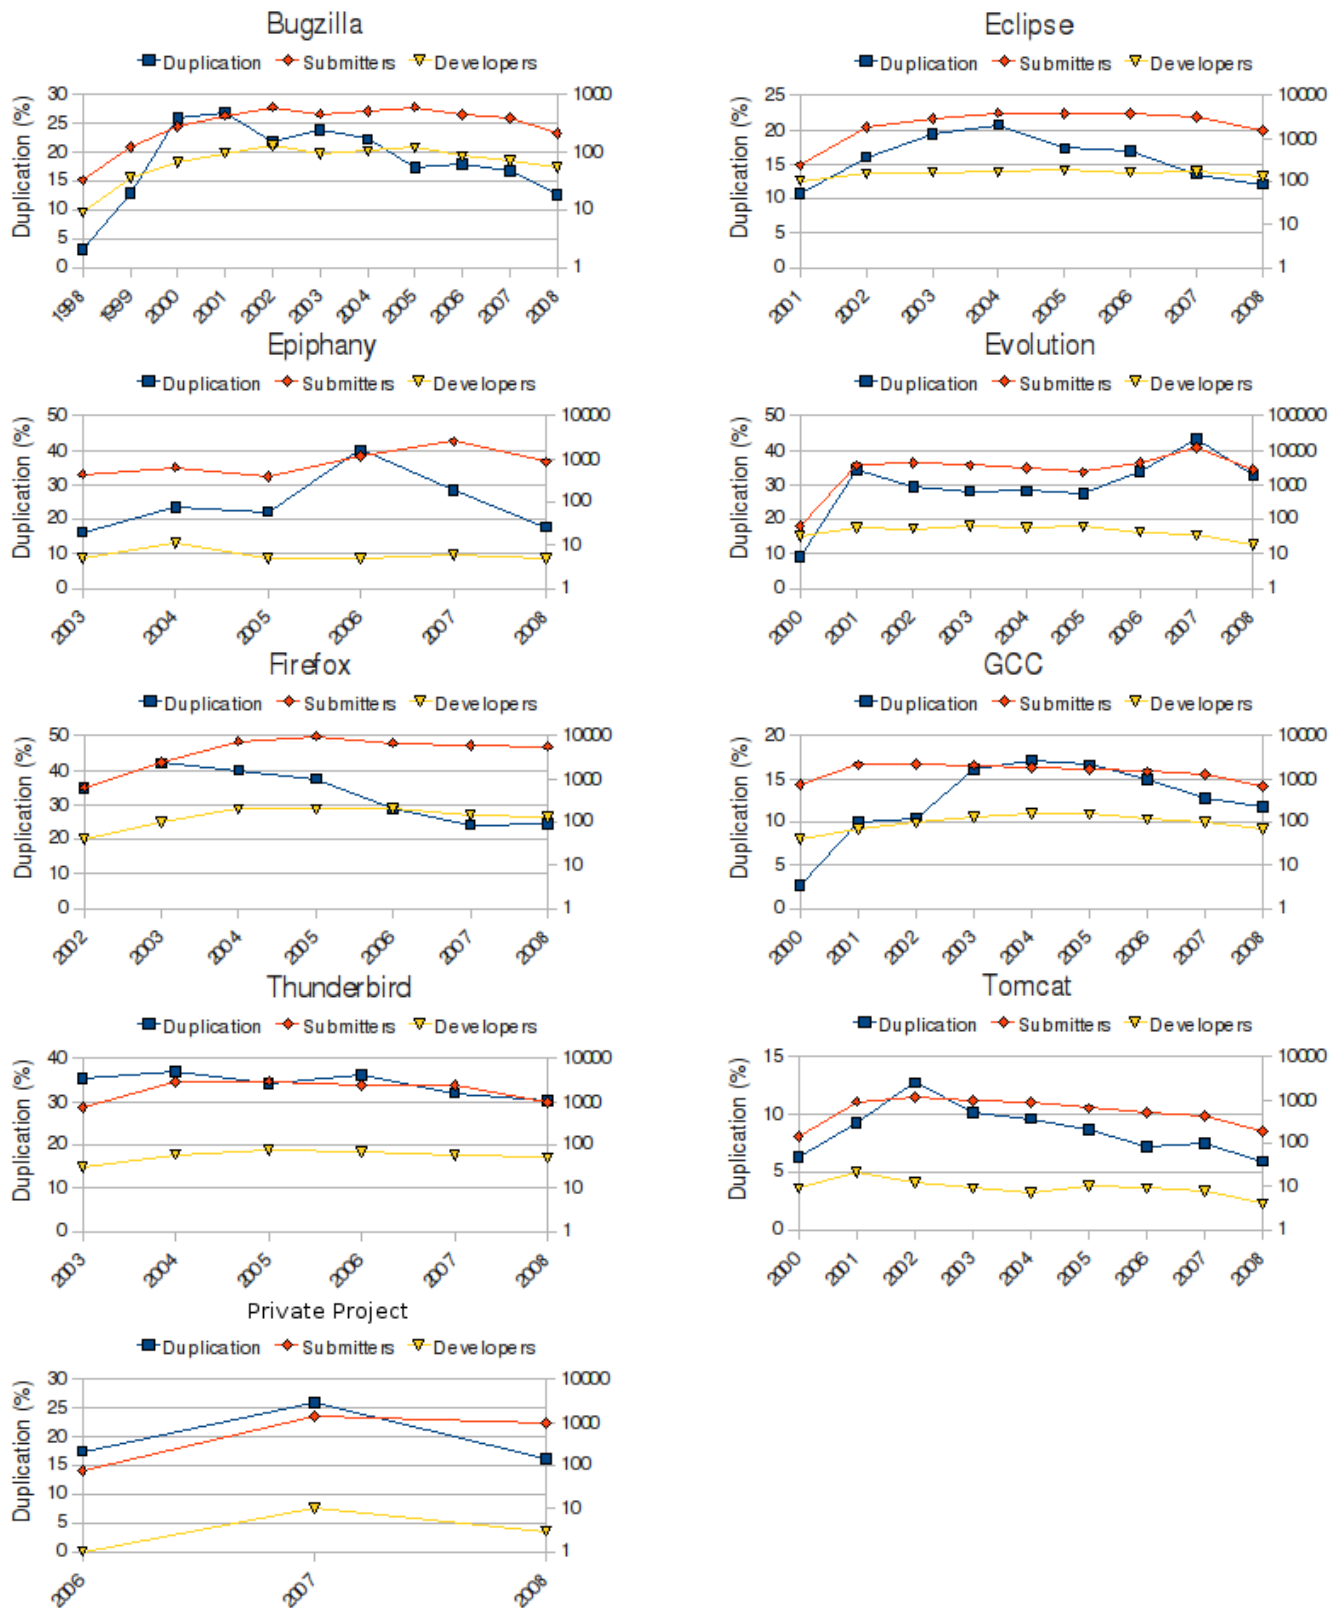 Bugzilla
Duplication Submitters Developers
Duplication (%)
30 25 20 15 10 5 0
1000 100 10 1
1998 1999 2000 2001 2002 2003 2004 2005 2006 2007 2008
Eclipse
Duplication Submitters Developers
Duplication (%)
25 20 15 10 5 0
10000 1000 100 10 1
2001 2002 2003 2004 2005 2006 2007 2008
Epiphany
Duplication Submitters Developers
Duplication (%)
50 40 30 20 10 0
10000 1000 100 10 1
2003 2004 2005 2006 2007 2008
Evolution
Duplication Submitters Developers
Duplication (%)
50 40 30 20 10 0
100000 10000 1000 100 10 1
2000 2001 2002 2003 2004 2005 2006 2007 2008
Firefox
Duplication Submitters Developers
Duplication (%)
50 40 30 20 10 0
10000 1000 100 10 1
2002 2003 2004 2005 2006 2007 2008
GCC
Duplication Submitters Developers
Duplication (%)
20 15 10 5 0
10000 1000 100 10 1
2000 2001 2002 2003 2004 2005 2006 2007 2008
Thunderbird
Duplication Submitters Developers
Duplication (%)
40 30 20 10 0
10000 1000 100 10 1
2003 2004 2005 2006 2007 2008
Tomcat
Duplication Submitters Developers
Duplication (%)
15 10 5 0
10000 1000 100 10 1
2000 2001 2002 2003 2004 2005 2006 2007 2008
Private Project
Duplication Submitters Developers
Duplication (%)
30 25 20 15 10 5 0
10000 1000 100 10 1
2006 2007 2008